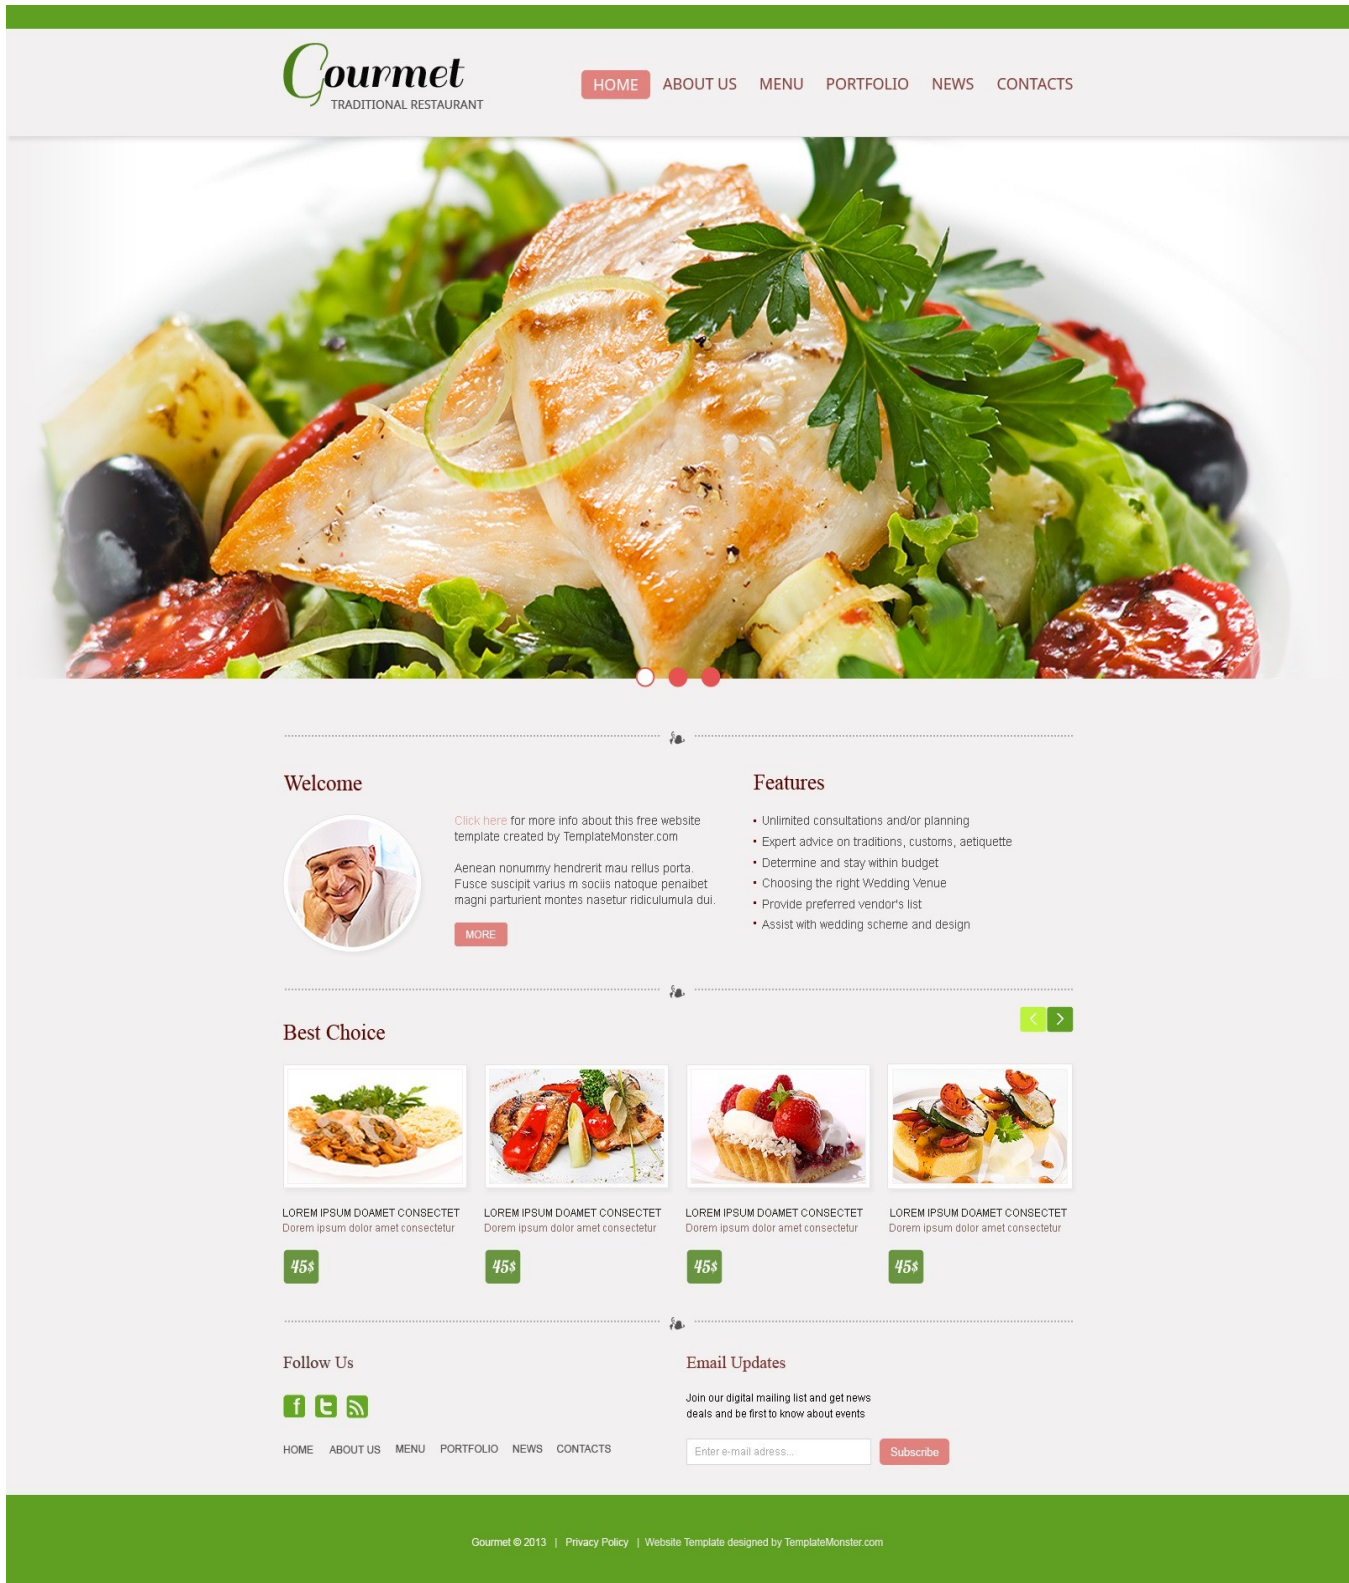 Gourmet
TRADITIONAL RESTAURANT
HOME ABOUT US MENU PORTFOLIO NEWS CONTACTS
Welcome
Click here for more info about this free website
template created by TemplateMonster.com
Aenean nonummy hendrerit mau rellus porta.
Fusce suscipit varius m sociis natoque penaibet
magni parturient montes nasetur ridiculumula dui.
MORE
Features
Unlimited consultations and/or planning
Expert advice on traditions, customs, aetiquette
Determine and stay within budget
Choosing the right Wedding Venue
Provide preferred vendor's list
Assist with wedding scheme and design
Best Choice
LOREM IPSUM DOAMET CONSECTET
Dorem ipsum dolor amet consectetur
45$
LOREM IPSUM DOAMET CONSECTET
Dorem ipsum dolor amet consectetur
45$
LOREM IPSUM DOAMET CONSECTET
Dorem ipsum dolor amet consectetur
45$
LOREM IPSUM DOAMET CONSECTET
Dorem ipsum dolor amet consectetur
45$
Follow Us
HOME ABOUT US MENU PORTFOLIO NEWS CONTACTS
Email Updates
Join our digital mailing list and get news
deals and be first to know about events
Enter e-mail adress...
Subscribe
Gourmet © 2013 | Privacy Policy | Website Template designed by TemplateMonster.com